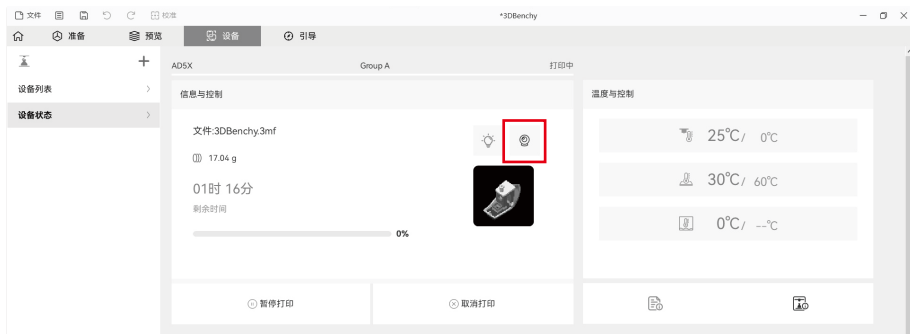 文件 校准 *3DBenchy
准备 预览 设备 引导
AD5X Group A 打印中
设备列表
设备状态
信息与控制
文件:3DBenchy.3mf
17.04 g
01时 16分
剩余时间
0%
暂停打印 取消打印
温度与控制
25℃/ 0℃
30℃/ 60℃
0℃/ --℃